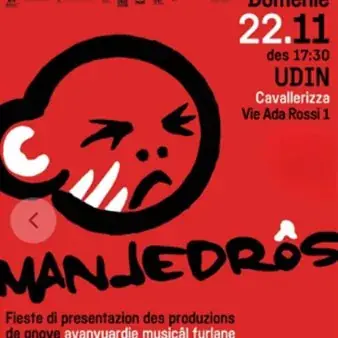 Domenie
22.11
des 17:30
UDIN
Cavallerizza
Vie Ada Rossi 1
MANJEDRÔS
Fieste di presentazion des produzions
de gnove avanvuardie musicâl furlane